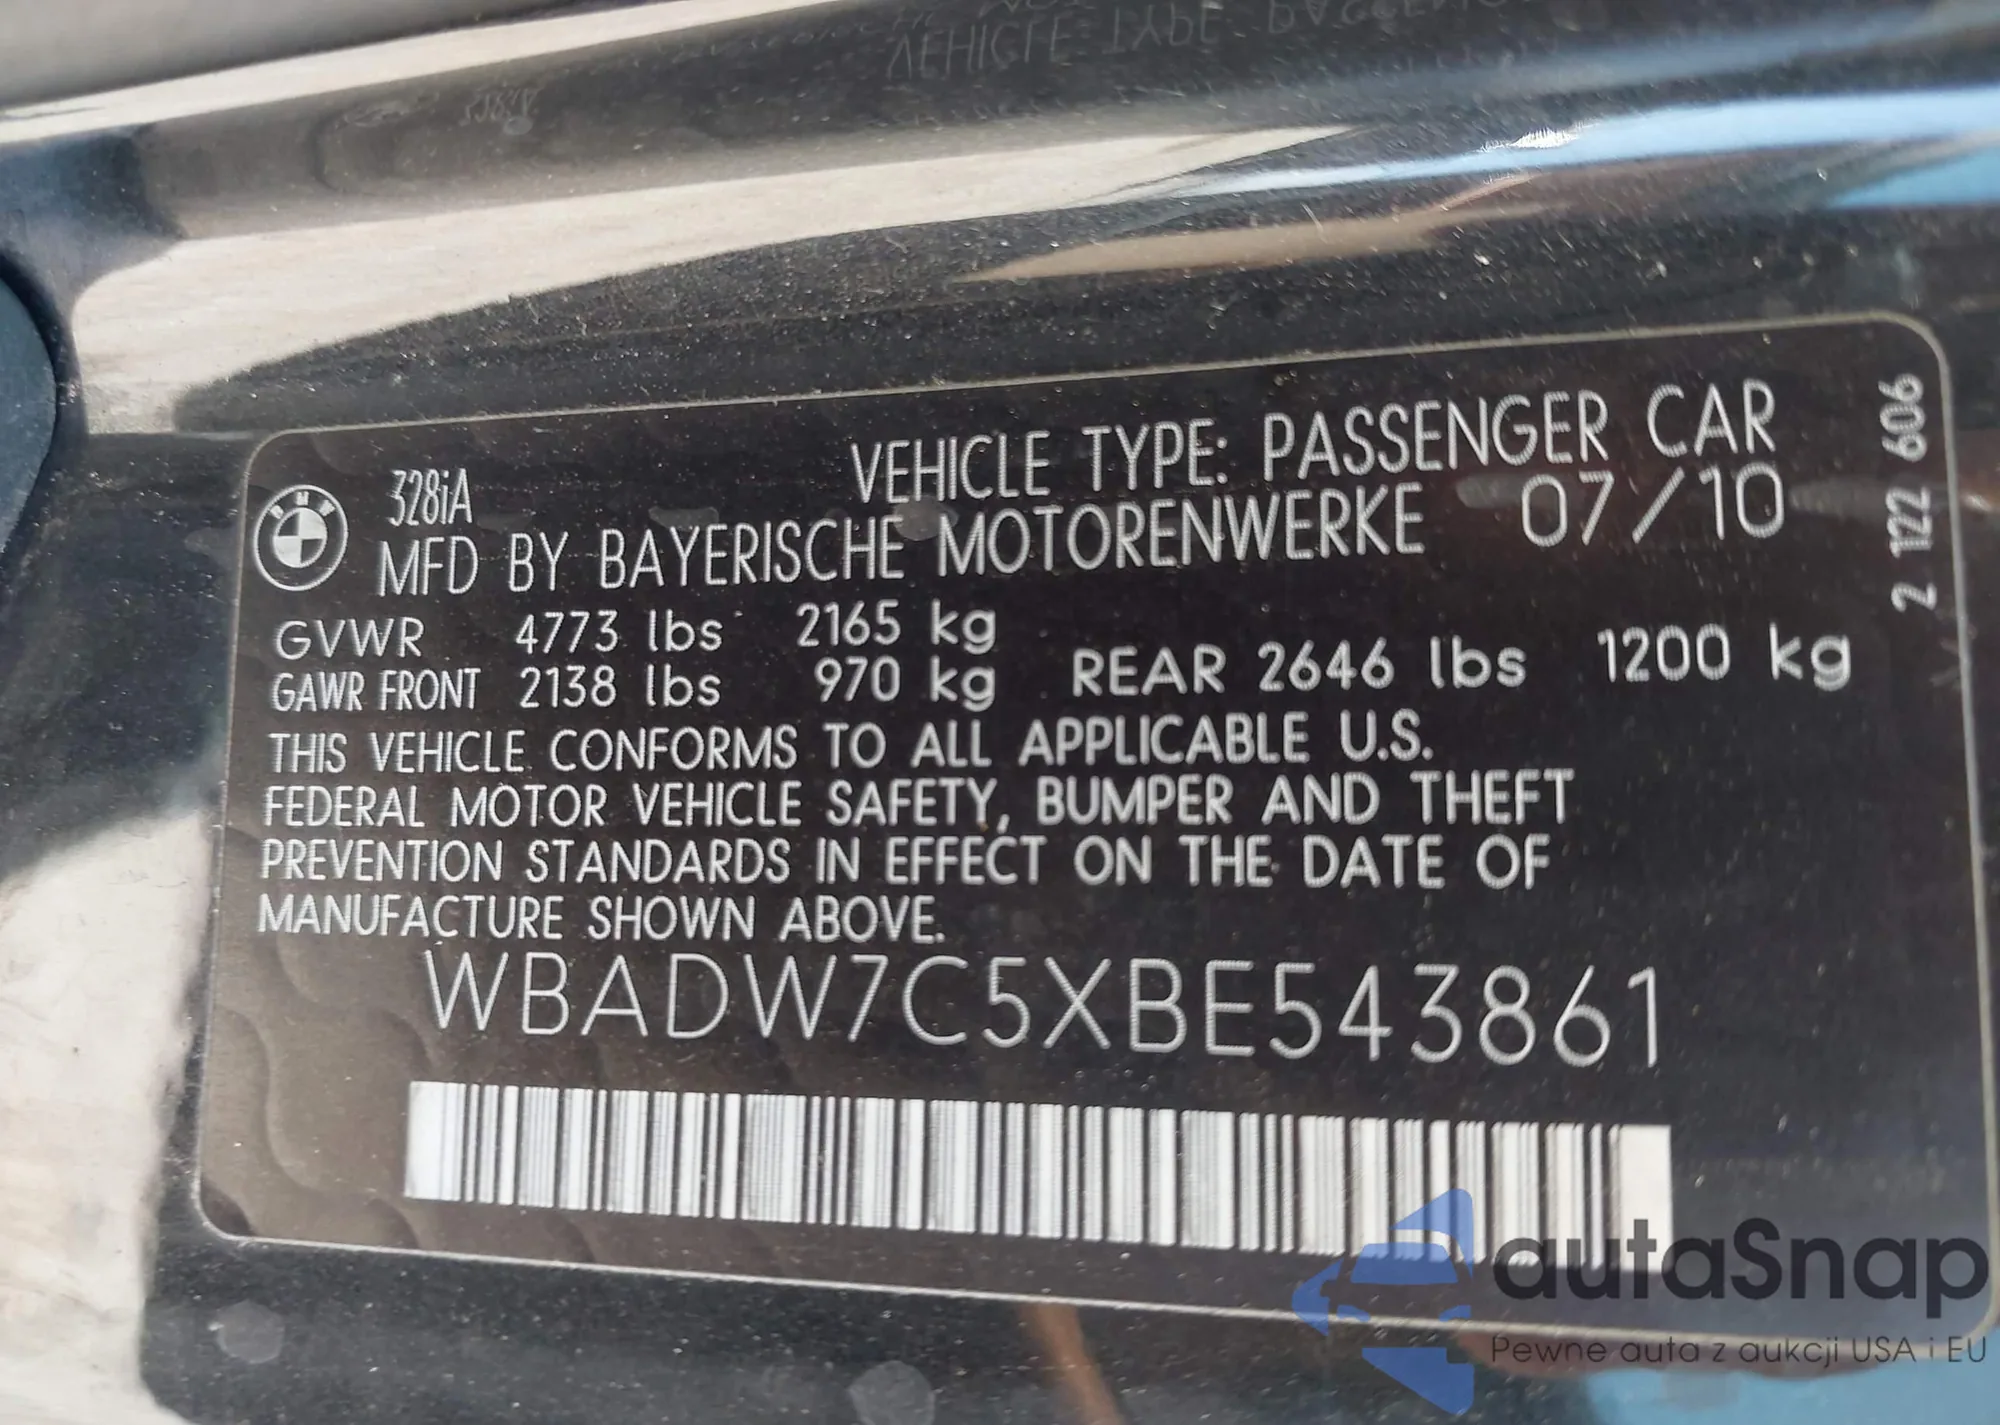 VEHICLE TYPE: PASSENGER CAR
328iA
MFD BY BAYERISCHE MOTORENWERKE 07/10
GVWR 4773 lbs 2165 kg
GAWR FRONT 2138 lbs 970 kg REAR 2646 lbs 1200 kg
THIS VEHICLE CONFORMS TO ALL APPLICABLE U.S.
FEDERAL MOTOR VEHICLE SAFETY, BUMPER AND THEFT
PREVENTION STANDARDS IN EFFECT ON THE DATE OF
MANUFACTURE SHOWN ABOVE.
WBADW7C5XBE543861
2 122 606
autaSnap
Pewne auta z aukcji USA i EU